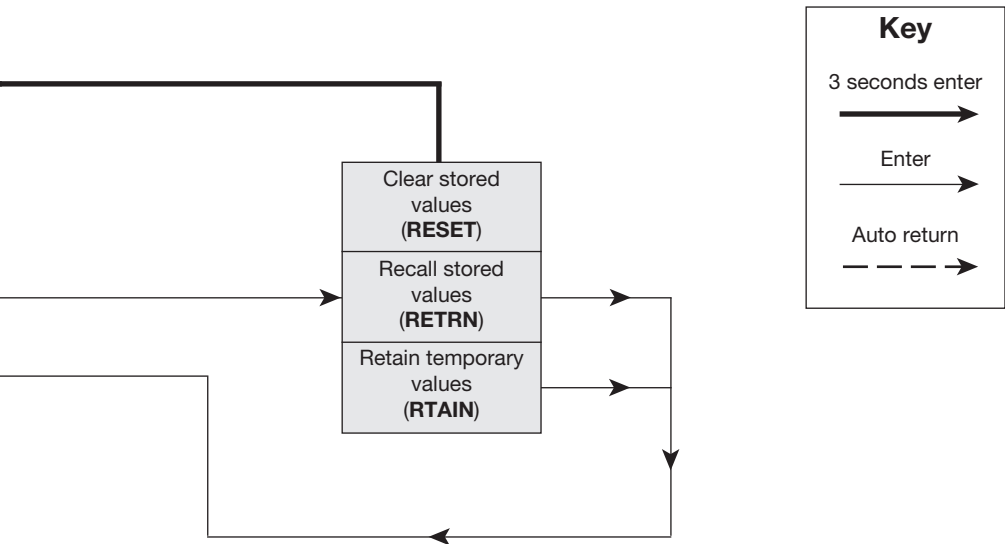 Key
3 seconds enter
Enter
Auto return
Clear stored
values
(RESET)
Recall stored
values
(RETRN)
Retain temporary
values
(RTAIN)